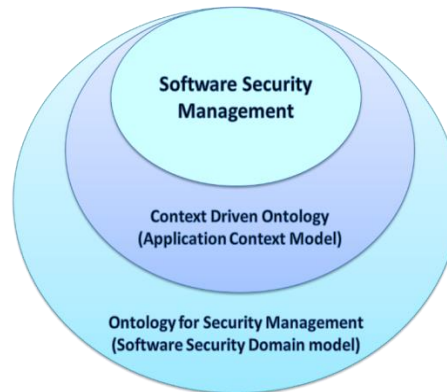 Software Security
Management
Context Driven Ontology
(Application Context Model)
Ontology for Security Management
(Software Security Domain model)